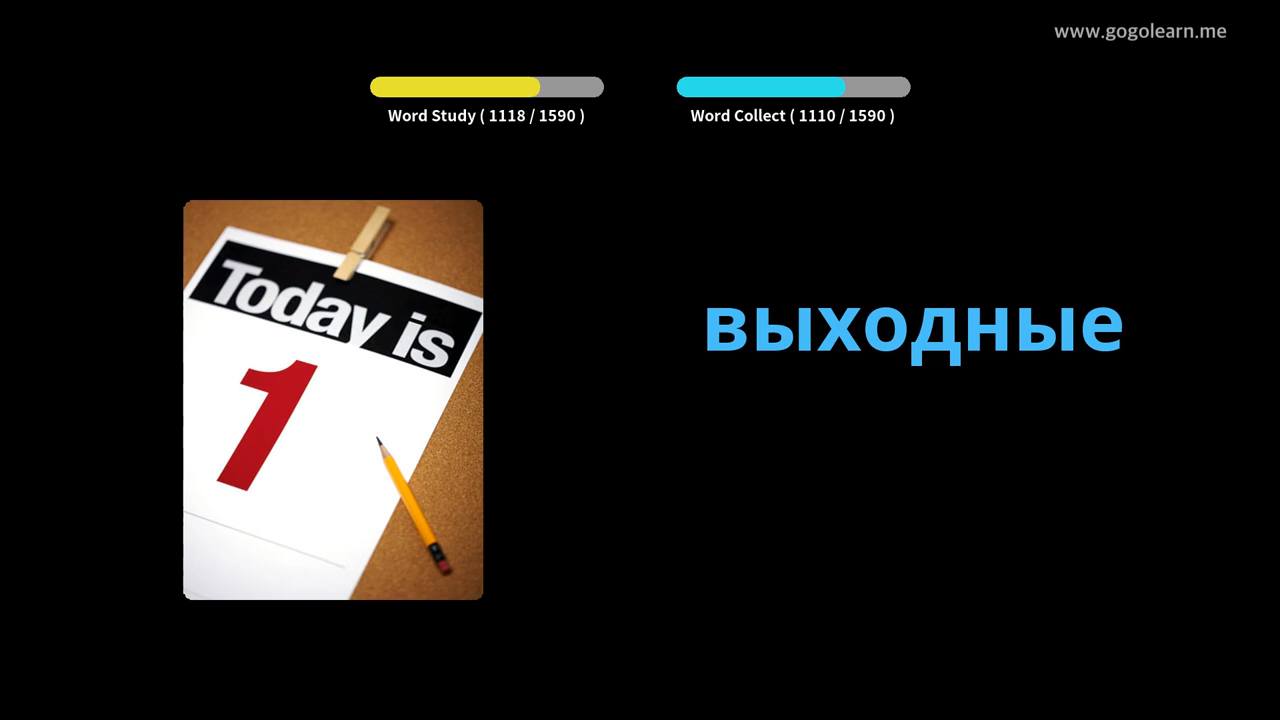 www.gogolearn.me
Word Study ( 1118 / 1590 )
Word Collect ( 1110 / 1590 )
Today is
1
выходные